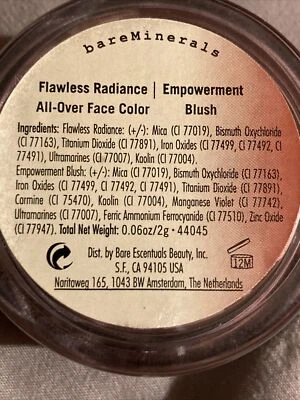 bareMinerals
Flawless Radiance | Empowerment
All-Over Face Color Blush
Ingredients: Flawless Radiance: (+/-): Mica (CI 77019), Bismuth Oxychloride
(CI 77163), Titanium Dioxide (CI 77891), Iron Oxides (CI 77499, CI 77492, CI
77491), Ultramarines (CI 77007), Kaolin (CI 77004).
Empowerment Blush: (+/-): Mica (CI 77019), Bismuth Oxychloride (CI 77163),
Iron Oxides (CI 77499, CI 77492, CI 77491), Titanium Dioxide (CI 77891),
Carmine (CI 75470), Kaolin (CI 77004), Manganese Violet (CI 77742),
Ultramarines (CI 77007), Ferric Ammonium Ferrocyanide (CI 77510), Zinc Oxide
(CI 77947). Total Net Weight: 0.06oz/2g - 44045
Dist. by Bare Escentuals Beauty, Inc.
S.F., CA 94105 USA
Naritaweg 165, 1043 BW Amsterdam, The Netherlands
12M